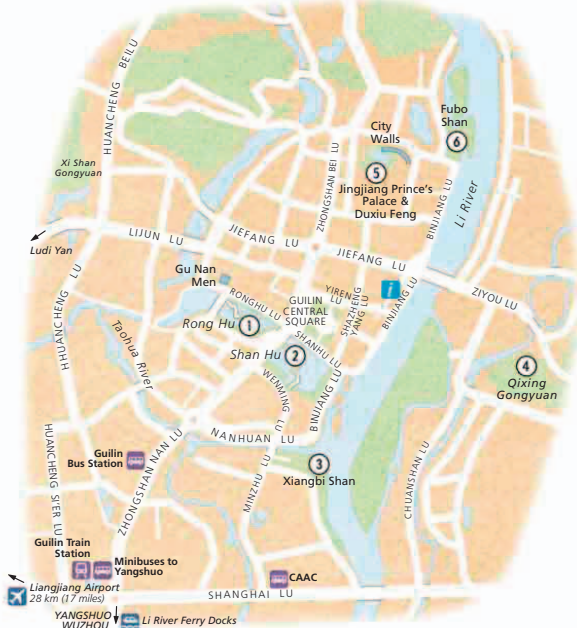 HUANCHENG BEILU
Fubo
Shan
6
City
Walls
Xi Shan
Gongyuan
ZHONGSHAN BEI LU
5
Jingjiang Prince's
Palace &
Duxiu Feng
BINJIANG LU
Li River
Ludi Yan
LIJUN LU
JIEFANG LU
JIEFANG LU
Gu Nan
Men
i
ZIYOU LU
HHUANCHENG LU
RONGHU LU
GUILIN
CENTRAL
SQUARE
YIREN
LU
SHAZHENG
YANG LU
BINJIANG LU
Rong Hu
1
Taohua River
Shan Hu
2
SHANHU LU
4
Qixing
Gongyuan
WENMING LU
BINJIANG LU
NANHUAN LU
HUANCHENG SI'ER LU
Guilin
Bus Station
ZHONGSHAN NAN LU
3
Xiangbi Shan
MINZHU LU
CHUANSHAN LU
Guilin Train
Station
Minibuses to
Yangshuo
CAAC
Liangjiang Airport
28 km (17 miles)
SHANGHAI LU
YANGSHUO
WUZHOU
Li River Ferry Docks